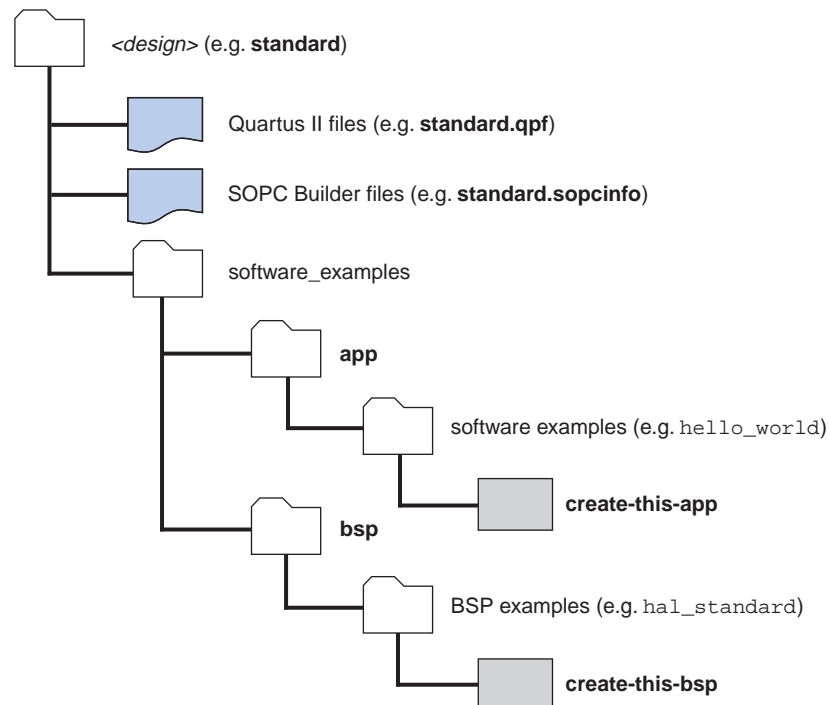 <design> (e.g. standard)
Quartus II files (e.g. standard.qpf)
SOPC Builder files (e.g. standard.sopcinfo)
software_examples
app
software examples (e.g. hello_world)
create-this-app
bsp
BSP examples (e.g. hal_standard)
create-this-bsp